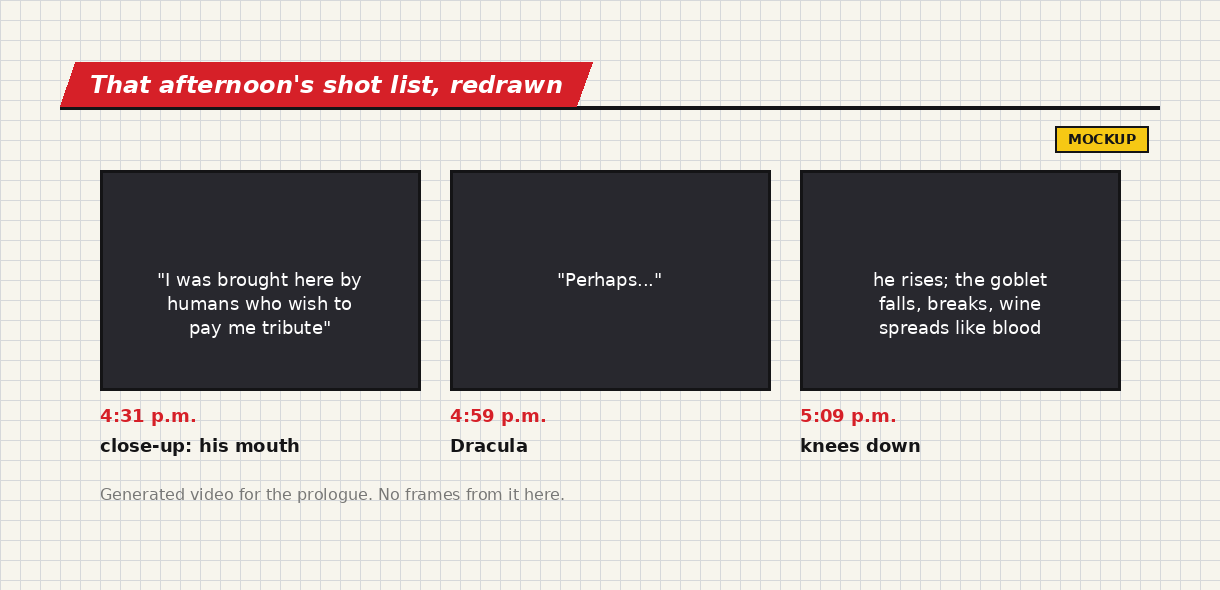 That afternoon's shot list, redrawn
MOCKUP
"I was brought here by
humans who wish to
pay me tribute"
4:31 p.m.
close-up: his mouth
"Perhaps..."
4:59 p.m.
Dracula
he rises; the goblet
falls, breaks, wine
spreads like blood
5:09 p.m.
knees down
Generated video for the prologue. No frames from it here.